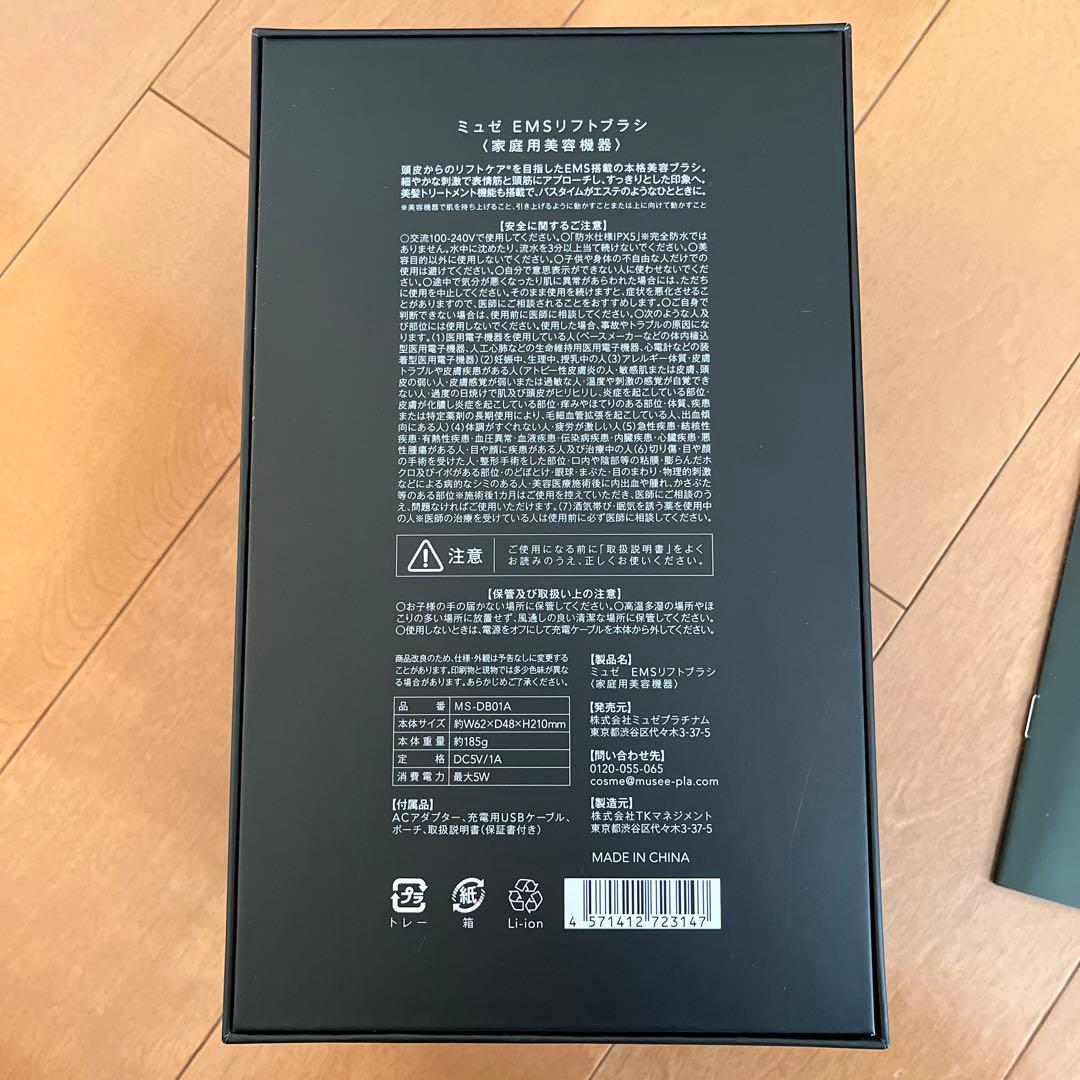 ミュゼ EMSリフトブラシ
〈家庭用美容機器〉
頭皮からのリフトケア※を目指したEMS搭載の本格美容ブラシ。
細やかな刺激で表情筋と頭筋にアプローチし、すっきりとした印象へ。
美髪トリートメント機能も搭載で、バスタイムがエステのようなひとときに。
※美容機器で肌を持ち上げること、引き上げるように動かすことまたは上に向けて動かすこと
【安全に関するご注意】
○交流100-240Vで使用してください。○「防水仕様IPX5」※完全防水では
ありません。水中に沈めたり、流水を3分以上当て続けないでください。○美
容目的以外に使用しないでください。○子供や身体の不自由な人だけでの
使用は避けてください。○自分で意思表示ができない人に使わせないでくだ
さい。○途中で気分が悪くなったり肌に異常があらわれた場合には、ただち
に使用を中止してください。そのまま使用を続けますと、症状を悪化させるこ
とがありますので、医師にご相談されることをおすすめします。○ご自身で
判断できない場合は、使用前に医師に相談してください。○次のような人及
び部位には使用しないでください。使用した場合、事故やトラブルの原因にな
ります。(1)医用電子機器を使用している人(ペースメーカーなどの体内植込
型医用電子機器、人工心肺などの生命維持用医用電子機器、心電計などの装
着型医用電子機器)(2)妊娠中、生理中、授乳中の人(3)アレルギー体質・皮膚
トラブルや皮膚疾患がある人(アトピー性皮膚炎の人・敏感肌または皮膚、頭
皮の弱い人・皮膚感覚が弱いまたは過敏な人・温度や刺激の感覚が自覚でき
ない人・過度の日焼けで肌及び頭皮がヒリヒリし、炎症を起こしている部位・
皮膚が化膿し炎症を起こしている部位・痒みやほてりのある部位・体質、疾患
または特定薬剤の長期使用により、毛細血管拡張を起こしている人、出血傾
向にある人)(4)体調がすぐれない人・疲労が激しい人(5)急性疾患・結核性
疾患・有熱性疾患・血圧異常・血液疾患・伝染病疾患・内臓疾患・心臓疾患・悪
性腫瘍がある人・目や顔に疾患がある人及び治療中の人(6)切り傷・目や顔
の手術を受けた人・整形手術をした部位・口内や陰部等の粘膜・膨らんだホ
クロ及びイボがある部位・のどぼとけ・眼球・まぶた・目のまわり・物理的刺激
などによる病的なシミのある人・美容医療施術後に内出血や腫れ、かさぶた
等のある部位※施術後1カ月はご使用を控えていただき、医師にご相談のう
え、問題なければご使用いただけます。(7)酒気帯び・眠気を誘う薬を使用中
の人※医師の治療を受けている人は使用前に必ず医師に相談してください。
注意
ご使用になる前に「取扱説明書」をよく
お読みのうえ、正しくお使いください。
【保管及び取扱い上の注意】
○お子様の手の届かない場所に保管してください。○高温多湿の場所やほ
こりの多い場所に放置せず、風通しの良い清潔な場所に保管してください。
○使用しないときは、電源をオフにして充電ケーブルを本体から外してください。
商品改良のため、仕様・外観は予告なしに変更する
ことがあります。印刷物と現物では多少色味が異な
る場合があります。あらかじめご了承ください。
品 番 MS-DB01A
本体サイズ 約W62×D48×H210mm
本体重量 約185g
定 格 DC5V/1A
消費電力 最大5W
【付属品】
ACアダプター、充電用USBケーブル、
ポーチ、取扱説明書(保証書付き)
【製品名】
ミュゼ EMSリフトブラシ
〈家庭用美容機器〉
【発売元】
株式会社ミュゼプラチナム
東京都渋谷区代々木3-37-5
【問い合わせ先】
0120-055-065
cosme@musee-pla.com
【製造元】
株式会社TKマネジメント
東京都渋谷区代々木3-37-5
MADE IN CHINA
プラ
トレー
紙
箱
Li-ion
4 571412 723147